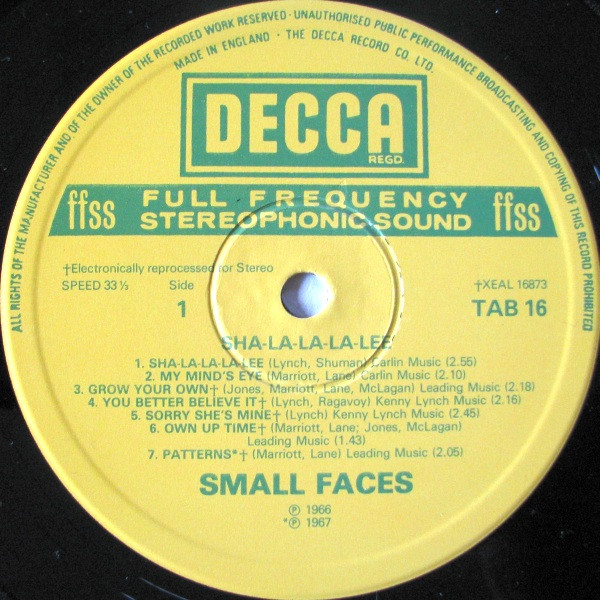 ALL RIGHTS OF THE MANUFACTURER AND OF THE OWNER OF THE RECORDED WORK RESERVED · UNAUTHORISED PUBLIC PERFORMANCE BROADCASTING AND COPYING OF THIS RECORD PROHIBITED
MADE IN ENGLAND · THE DECCA RECORD CO. LTD.
DECCA
REGD.
ffss FULL FREQUENCY ffss
STEREOPHONIC SOUND
†Electronically reprocessed for Stereo
SPEED 33⅓ Side †XEAL 16873
1 TAB 16
SHA-LA-LA-LA-LEE
1. SHA-LA-LA-LA-LEE (Lynch, Shuman) Carlin Music (2.55)
2. MY MIND'S EYE (Marriott, Lane) Carlin Music (2.10)
3. GROW YOUR OWN† (Jones, Marriott, Lane, McLagan) Leading Music (2.18)
4. YOU BETTER BELIEVE IT† (Lynch, Ragavoy) Kenny Lynch Music (2.16)
5. SORRY SHE'S MINE† (Lynch) Kenny Lynch Music (2.45)
6. OWN UP TIME† (Marriott, Lane; Jones, McLagan)
Leading Music (1.43)
7. PATTERNS*† (Marriott, Lane) Leading Music (2.05)
SMALL FACES
℗ 1966
*℗ 1967